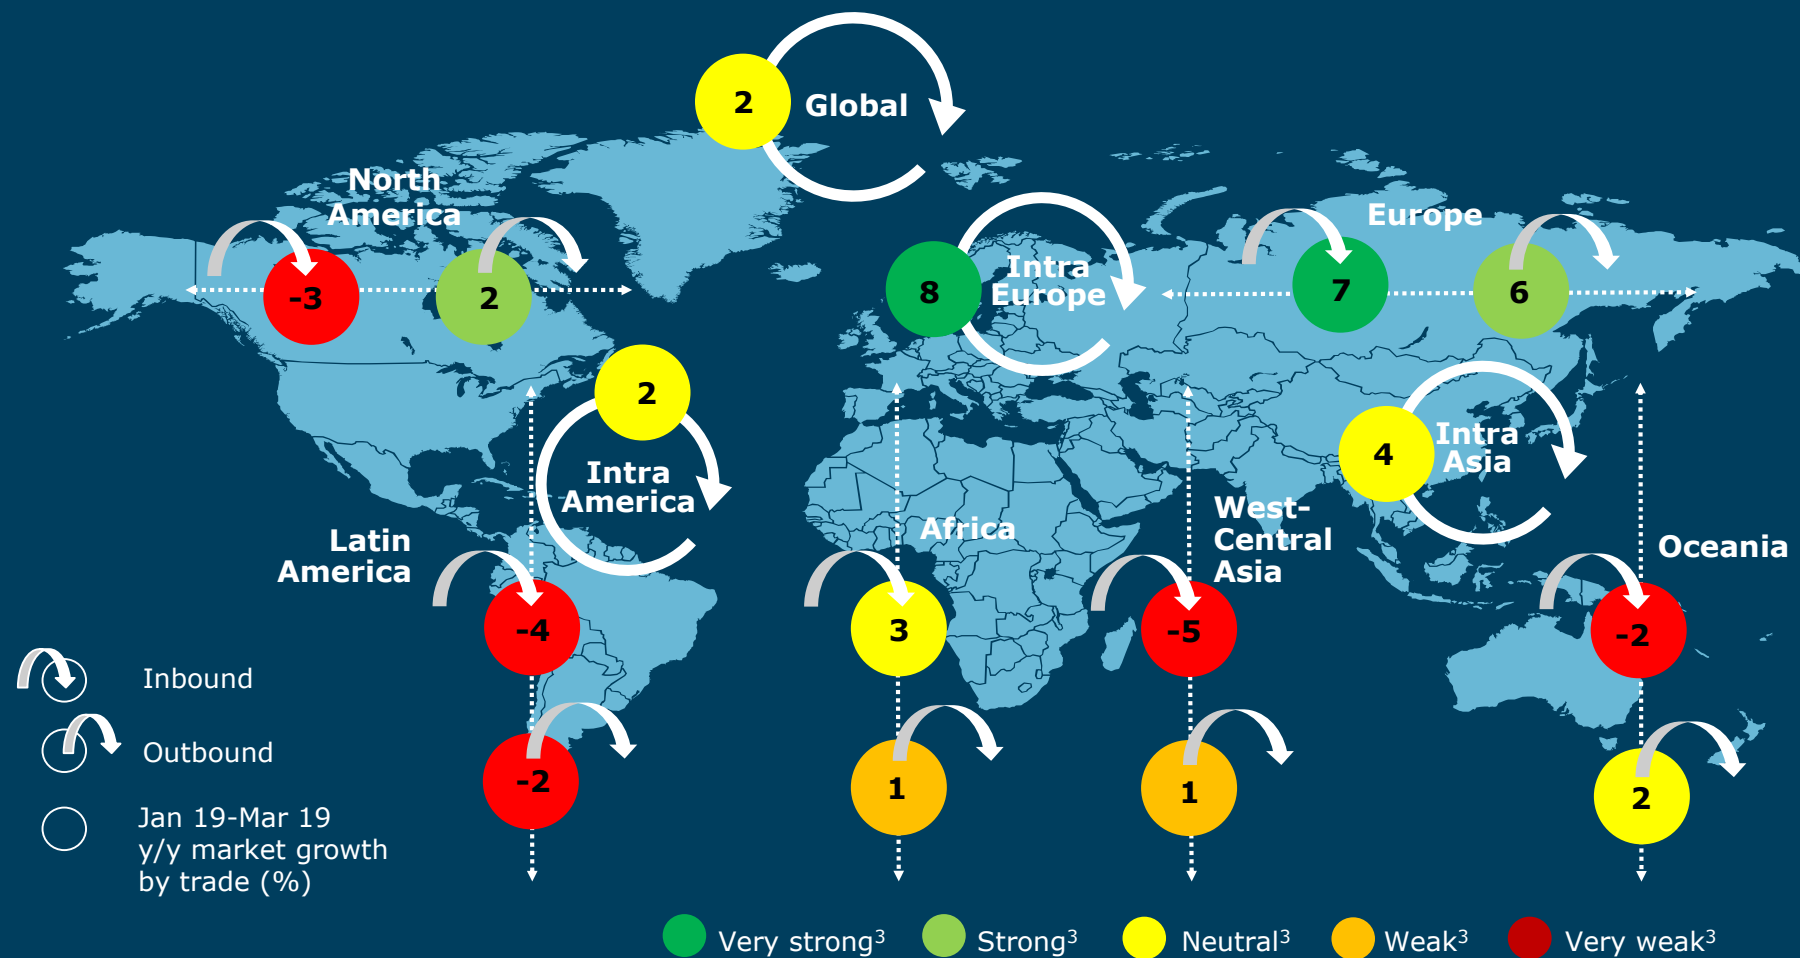 2
Global
North
America
-3
2
8
Intra
Europe
Europe
7
6
2
Intra
America
4
Intra
Asia
Latin
America
-4
-2
Africa
3
1
West-
Central
Asia
-5
1
Oceania
-2
2
Inbound
Outbound
Jan 19-Mar 19
y/y market growth
by trade (%)
Very strong³ Strong³ Neutral³ Weak³ Very weak³